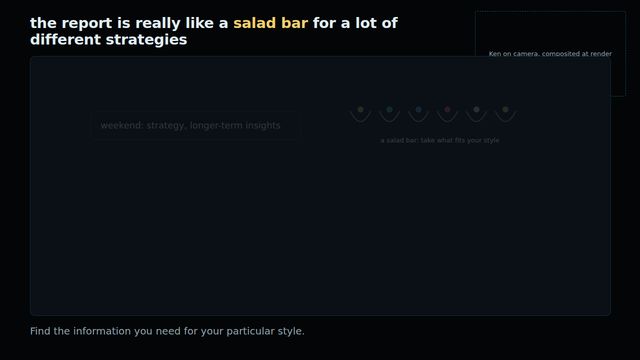 the report is really like a salad bar for a lot of
different strategies
Ken on camera, composited at render
weekend: strategy, longer-term insights
a salad bar: take what fits your style
Find the information you need for your particular style.